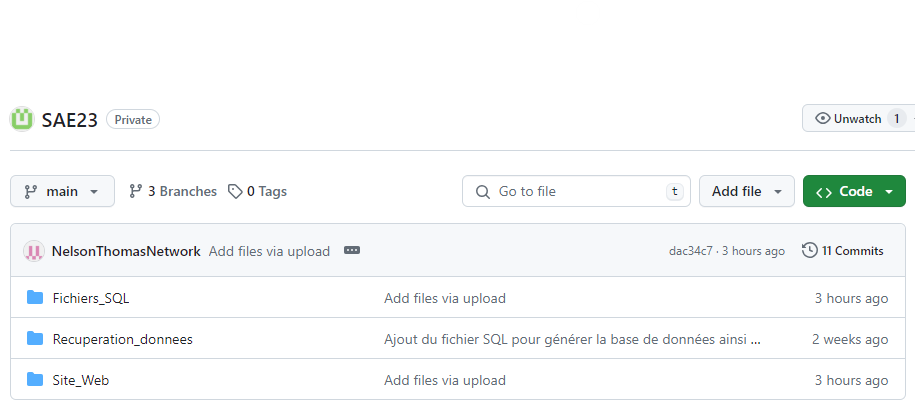 SAE23 Private
Unwatch 1
main 3 Branches 0 Tags Go to file t Add file Code
NelsonThomasNetwork Add files via upload dac34c7 · 3 hours ago 11 Commits
Fichiers_SQL Add files via upload 3 hours ago
Recuperation_donnees Ajout du fichier SQL pour générer la base de données ainsi ... 2 weeks ago
Site_Web Add files via upload 3 hours ago